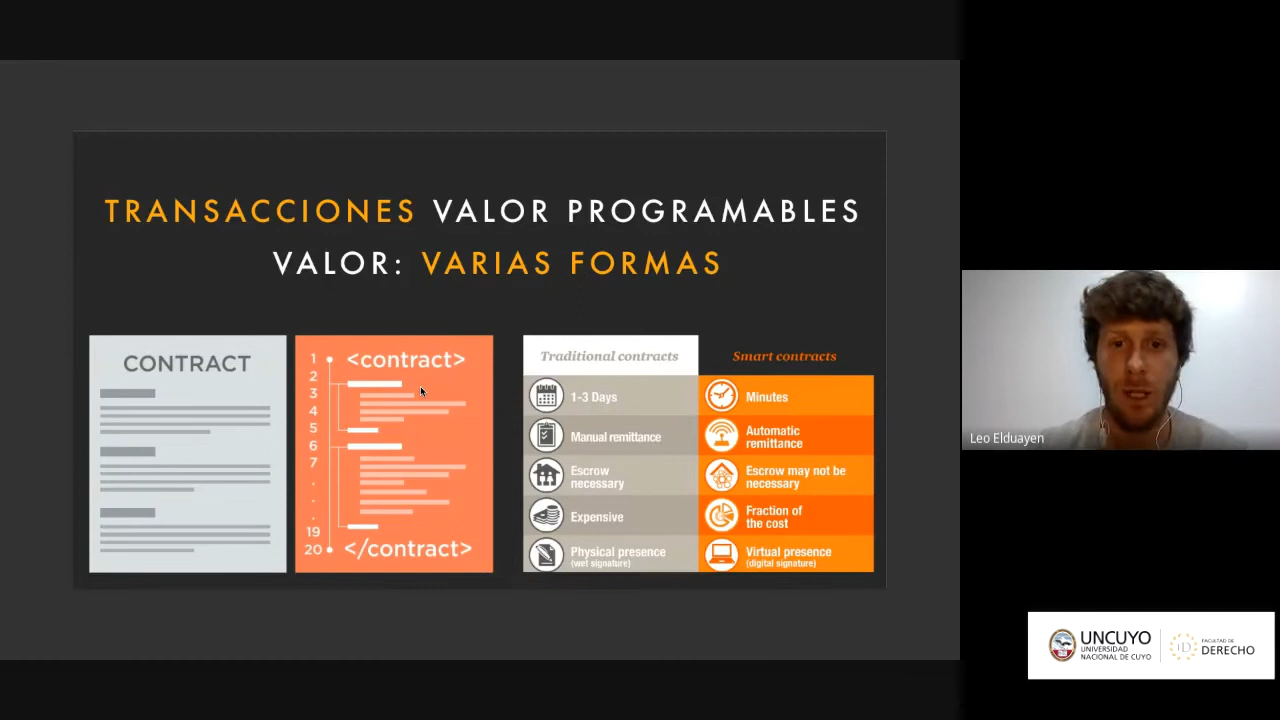 TRANSACCIONES VALOR PROGRAMABLES
VALOR: VARIAS FORMAS
CONTRACT
1
2
3
4
5
6
7
.
.
.
19
20
<contract>
</contract>
Traditional contracts
Smart contracts
1-3 Days
Minutes
Manual remittance
Automatic
remittance
Escrow
necessary
Escrow may not be
necessary
Expensive
Fraction of
the cost
Physical presence
(wet signature)
Virtual presence
(digital signature)
Leo Elduayen
UNCUYO
UNIVERSIDAD
NACIONAL DE CUYO
FACULTAD DE
DERECHO